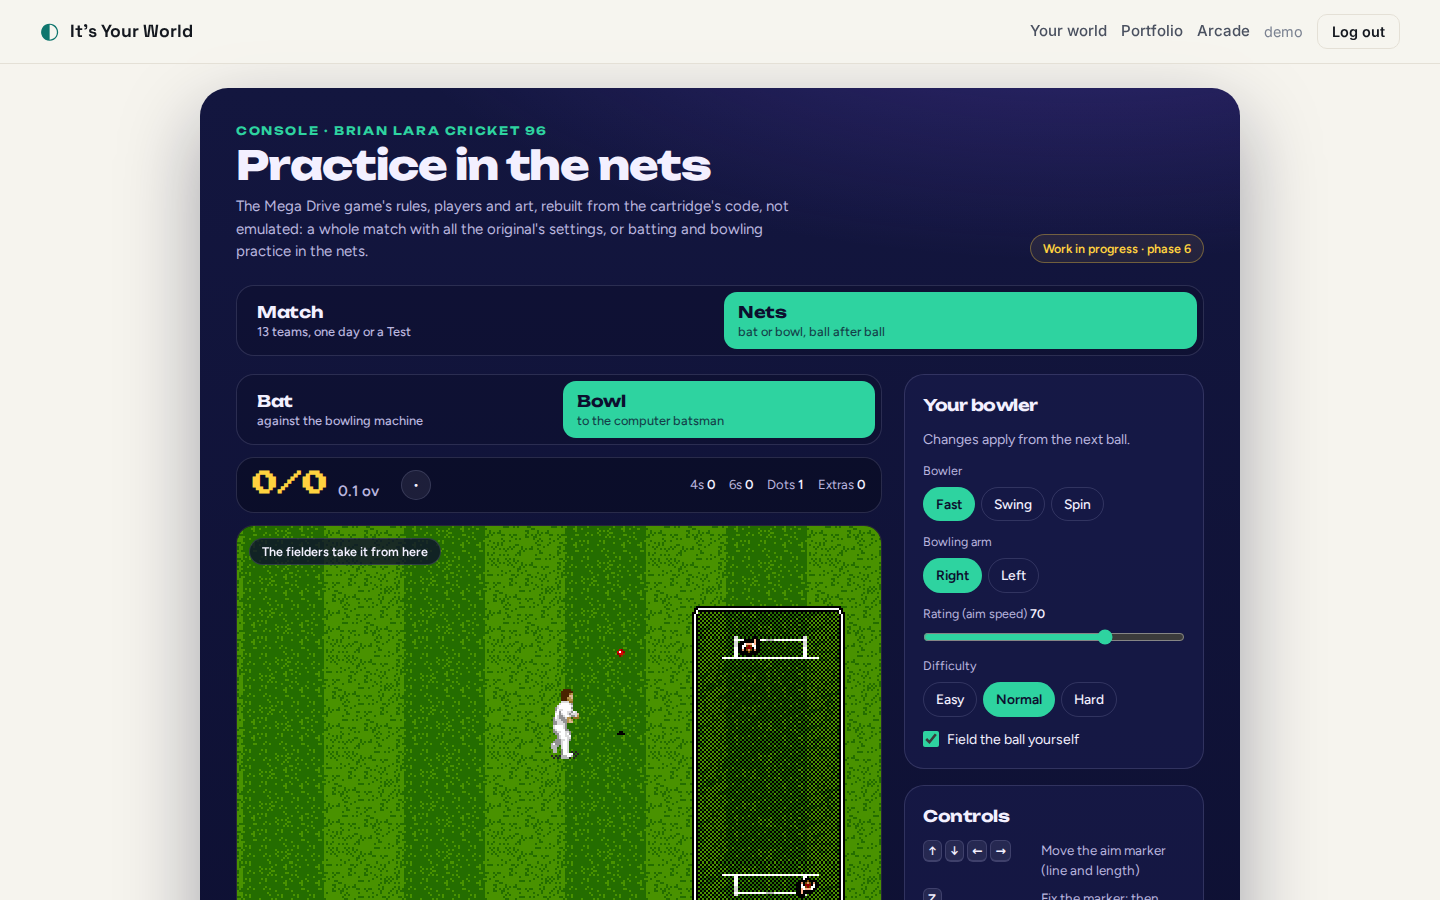 It's Your World
Your world Portfolio Arcade demo Log out
CONSOLE · BRIAN LARA CRICKET 96
Practice in the nets
The Mega Drive game's rules, players and art, rebuilt from the cartridge's code, not
emulated: a whole match with all the original's settings, or batting and bowling
practice in the nets.
Work in progress · phase 6
Match
13 teams, one day or a Test
Nets
bat or bowl, ball after ball
Bat
against the bowling machine
Bowl
to the computer batsman
0/0 0.1 ov · 4s 0 6s 0 Dots 1 Extras 0
The fielders take it from here
Your bowler
Changes apply from the next ball.
Bowler
Fast Swing Spin
Bowling arm
Right Left
Rating (aim speed) 70
Difficulty
Easy Normal Hard
Field the ball yourself
Controls
↑ ↓ ← → Move the aim marker
(line and length)
Z Fix the marker; then